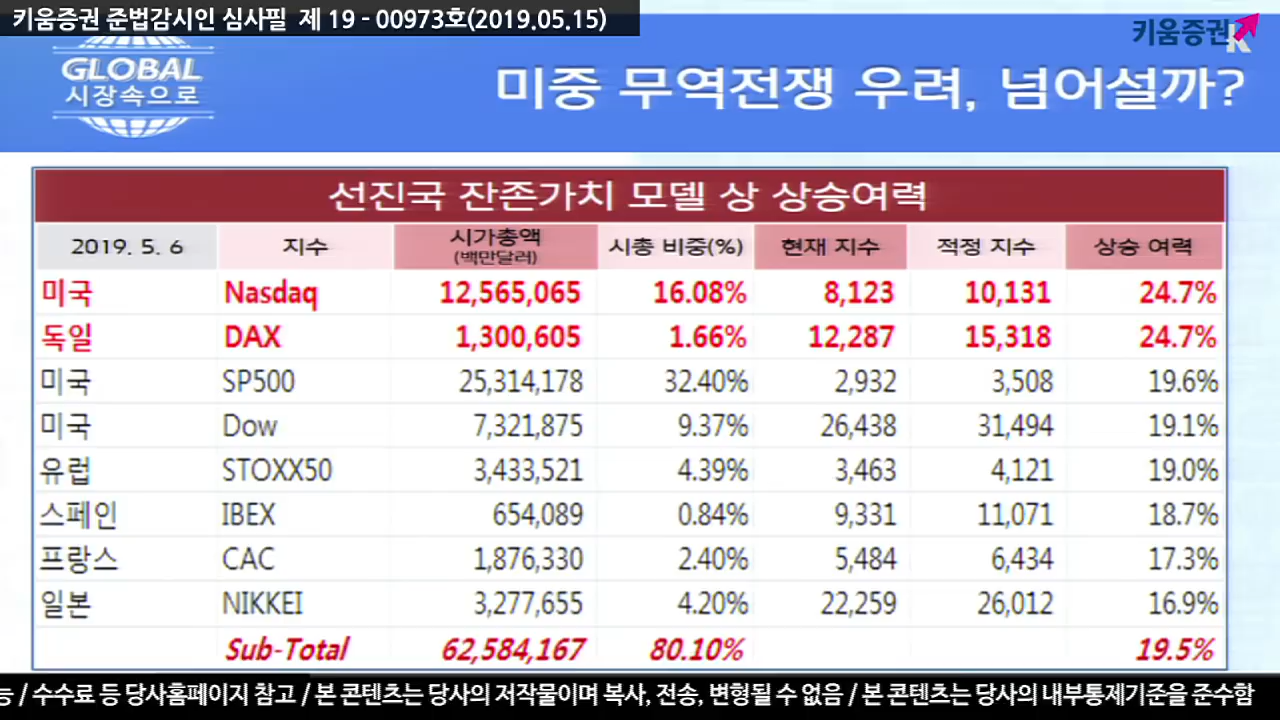 키움증권 준법감시인 심사필 제 19 - 00973호(2019.05.15)
키움증권
GLOBAL
시장속으로
미중 무역전쟁 우려, 넘어설까?
선진국 잔존가치 모델 상 상승여력
2019. 5. 6 지수 시가총액 (백만달러) 시총 비중(%) 현재 지수 적정 지수 상승 여력
미국 Nasdaq 12,565,065 16.08% 8,123 10,131 24.7%
독일 DAX 1,300,605 1.66% 12,287 15,318 24.7%
미국 SP500 25,314,178 32.40% 2,932 3,508 19.6%
미국 Dow 7,321,875 9.37% 26,438 31,494 19.1%
유럽 STOXX50 3,433,521 4.39% 3,463 4,121 19.0%
스페인 IBEX 654,089 0.84% 9,331 11,071 18.7%
프랑스 CAC 1,876,330 2.40% 5,484 6,434 17.3%
일본 NIKKEI 3,277,655 4.20% 22,259 26,012 16.9%
Sub-Total 62,584,167 80.10% 19.5%
/ 수수료 등 당사홈페이지 참고 / 본 콘텐츠는 당사의 저작물이며 복사, 전송, 변형될 수 없음 / 본 콘텐츠는 당사의 내부통제기준을 준수함